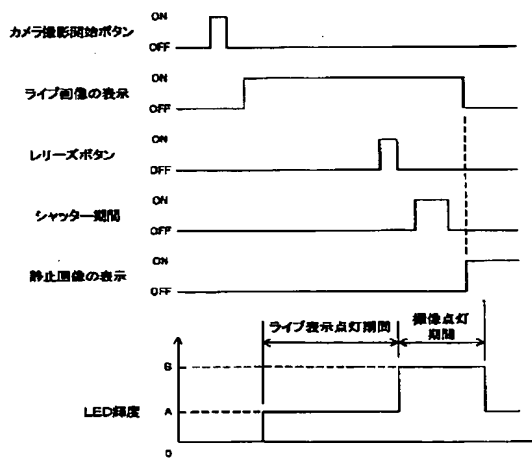 カメラ撮影開始ボタン
ON
OFF
ライブ画像の表示
ON
OFF
レリーズボタン
ON
OFF
シャッター期間
ON
OFF
静止画像の表示
ON
OFF
ライブ表示点灯期間
撮像点灯
期間
LED輝度
B
A
0